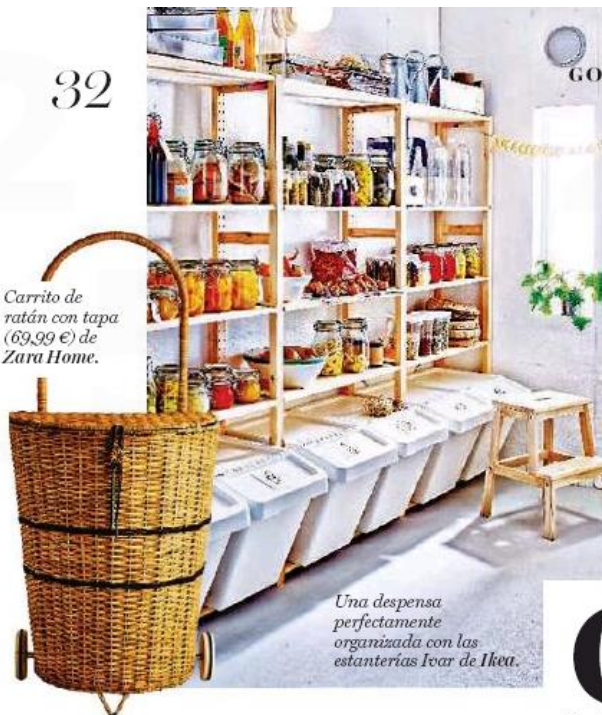 32
GO
Carrito de
ratán con tapa
(69,99 €) de
Zara Home.
Una despensa
perfectamente
organizada con las
estanterías Ivar de Ikea.